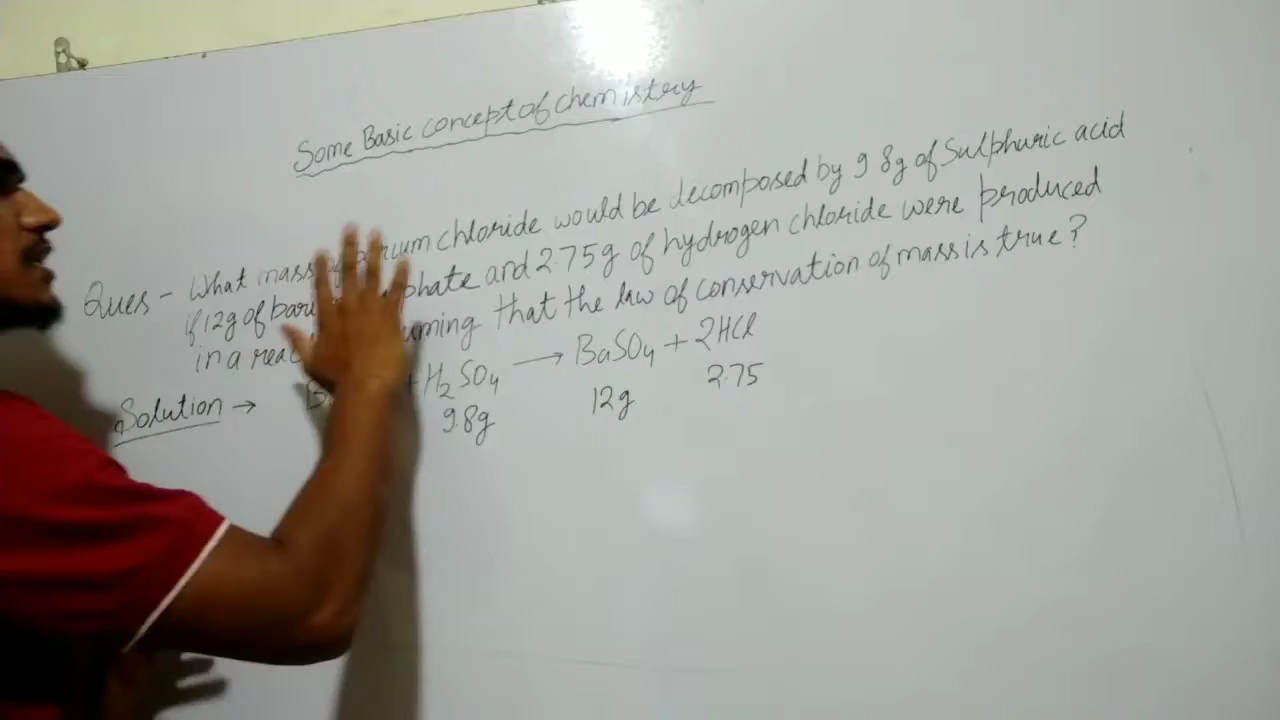 Some Basic concept of chemistery
Ques - What mass of barium chloride would be decomposed by 9 8g of Sulphuric acid
if 12g of bari phate and 2.75g of hydrogen chloride were produced
in a reac uming that the law of conservation of mass is true?
Solution → B + H₂SO₄ → BaSO₄ + 2HCl
9.8g 12g 2.75